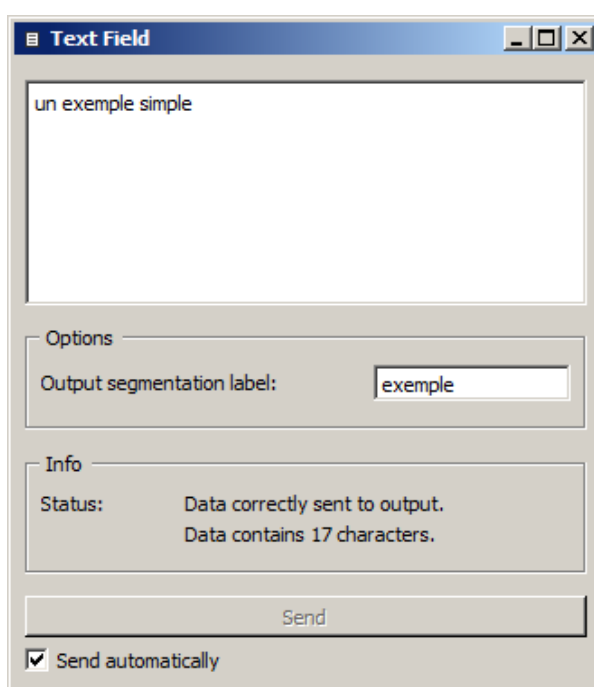 Text Field
un exemple simple
Options
Output segmentation label: exemple
Info
Status: Data correctly sent to output.
Data contains 17 characters.
Send
Send automatically